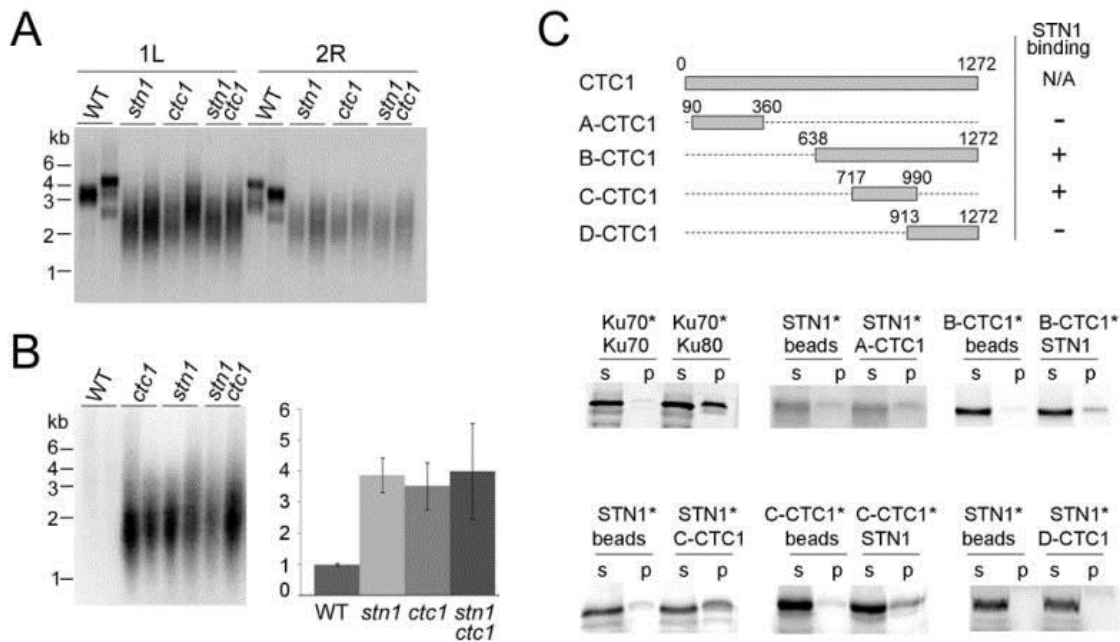 A
1L 2R
WT stn1 ctc1 stn1 ctc1 WT stn1 ctc1 stn1 ctc1
kb
6
4
3
2
1
B
WT ctc1 stn1 stn1 ctc1
kb
6
4
3
2
1
6
5
4
3
2
1
0
WT stn1 ctc1 stn1
ctc1
C
STN1
binding
0 1272
CTC1 N/A
90 360
A-CTC1 -
638 1272
B-CTC1 +
717 990
C-CTC1 +
913 1272
D-CTC1 -
Ku70* Ku70* STN1* STN1* B-CTC1* B-CTC1*
Ku70 Ku80 beads A-CTC1 beads STN1
s p s p s p s p s p s p
STN1* STN1* C-CTC1* C-CTC1* STN1* STN1*
beads C-CTC1 beads STN1 beads D-CTC1
s p s p s p s p s p s p